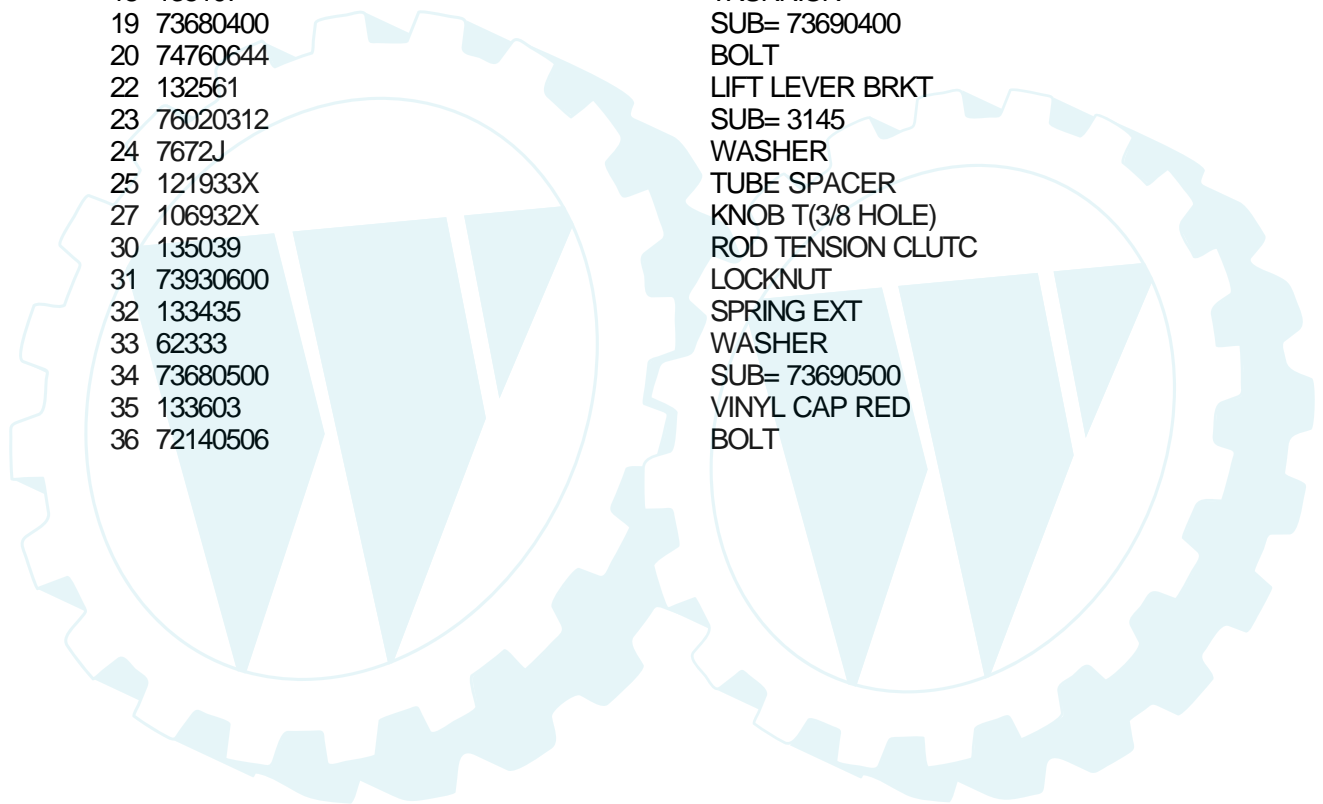 19 73680400 SUB= 73690400
20 74760644 BOLT
22 132561 LIFT LEVER BRKT
23 76020312 SUB= 3145
24 7672J WASHER
25 121933X TUBE SPACER
27 106932X KNOB T(3/8 HOLE)
30 135039 ROD TENSION CLUTC
31 73930600 LOCKNUT
32 133435 SPRING EXT
33 62333 WASHER
34 73680500 SUB= 73690500
35 133603 VINYL CAP RED
36 72140506 BOLT